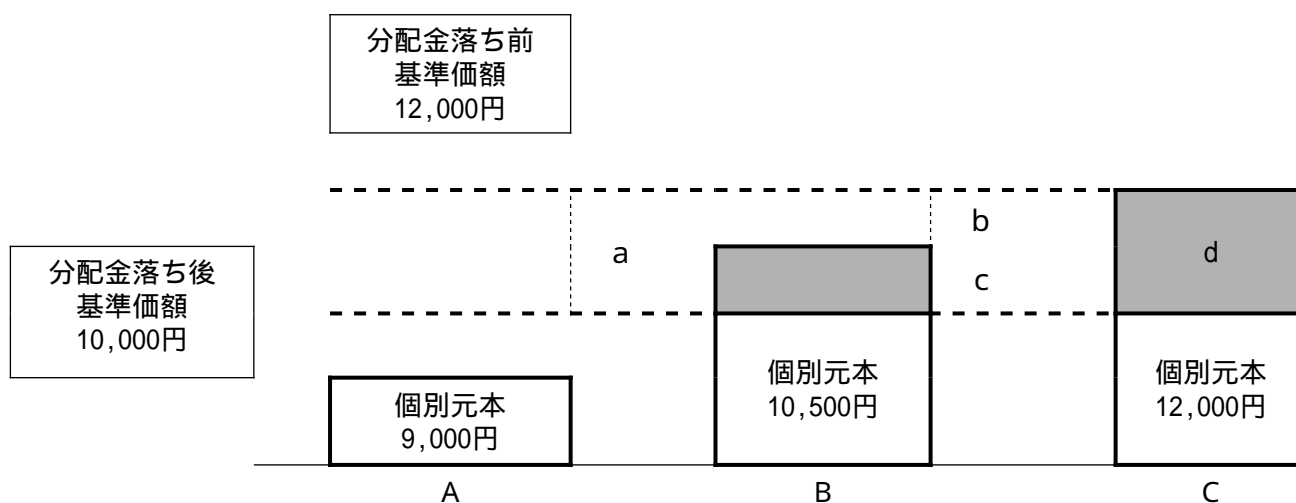 分配金落ち前
基準価額
12,000円
分配金落ち後
基準価額
10,000円
a
b
c
d
個別元本
9,000円
個別元本
10,500円
個別元本
12,000円
A
B
C